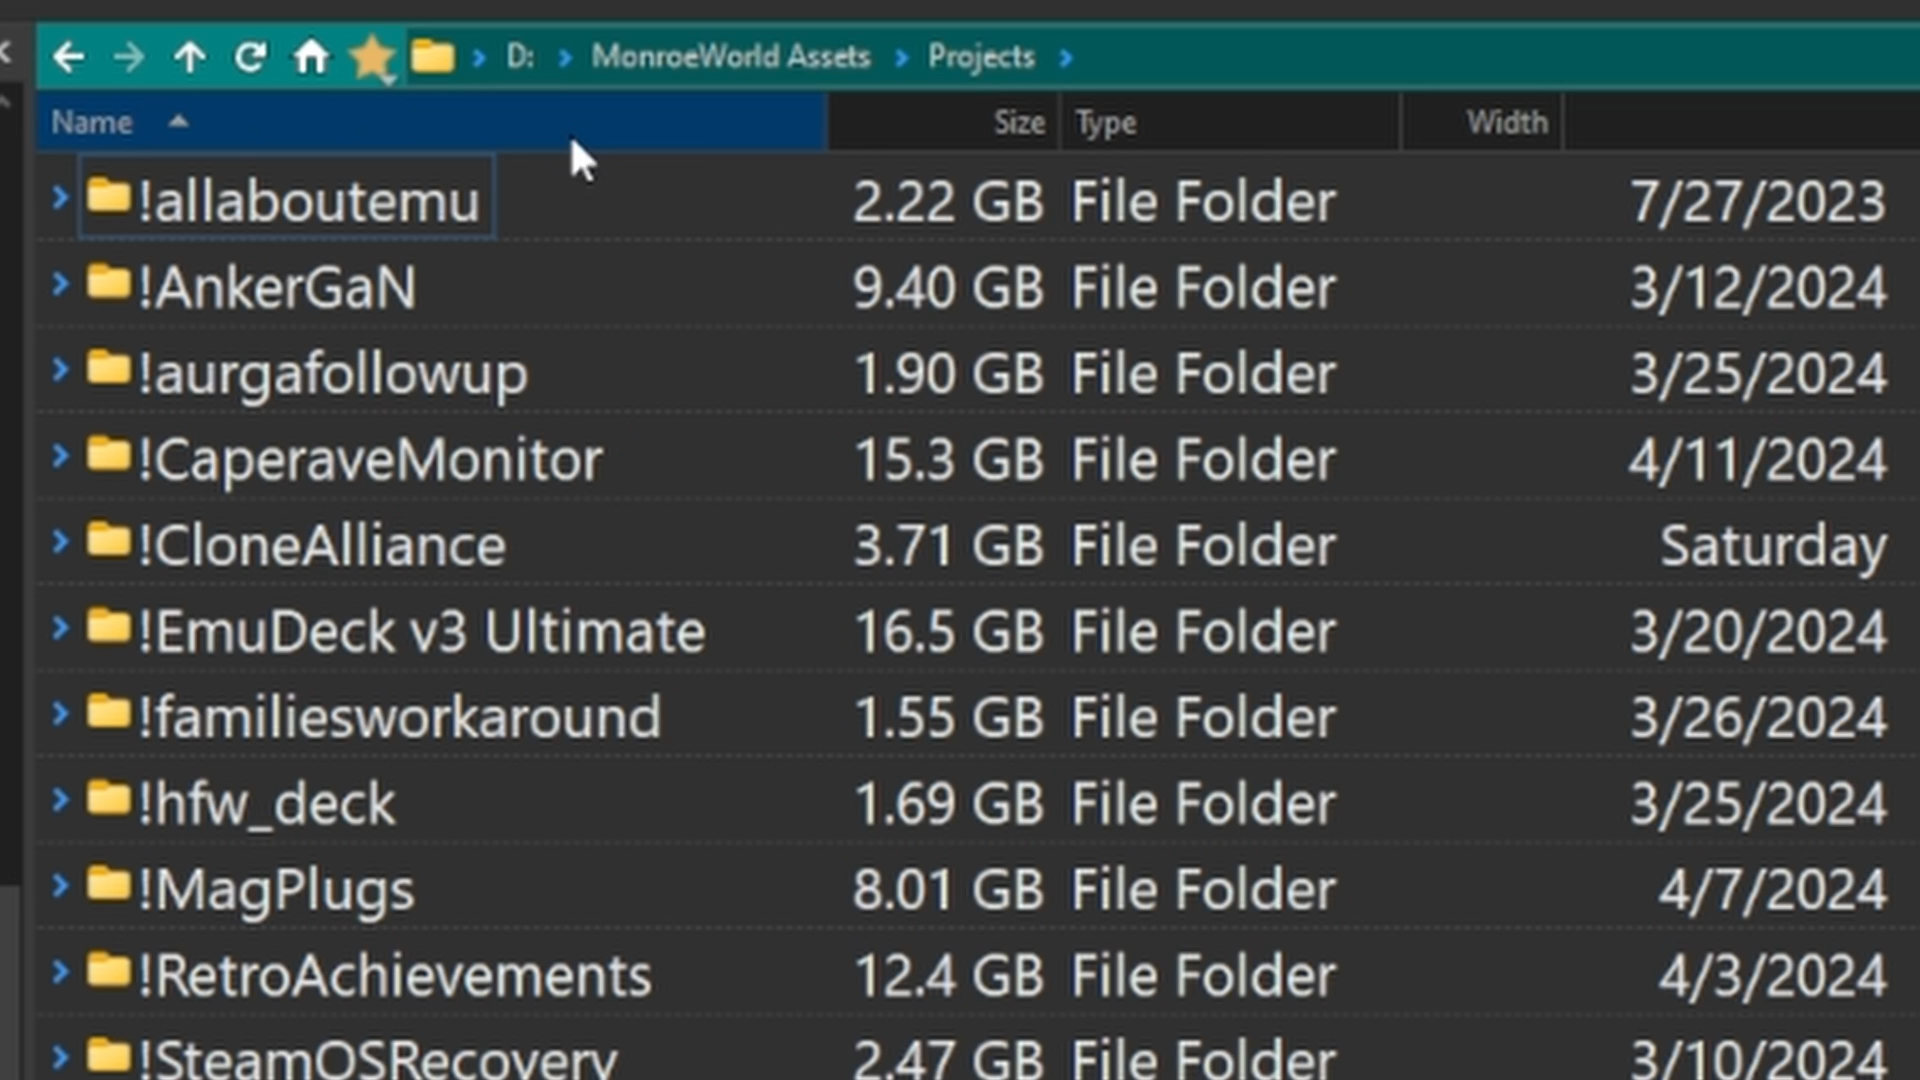 D: MonroeWorld Assets Projects
Name Size Type Width
!allaboutemu 2.22 GB File Folder 7/27/2023
!AnkerGaN 9.40 GB File Folder 3/12/2024
!aurgafollowup 1.90 GB File Folder 3/25/2024
!CaperaveMonitor 15.3 GB File Folder 4/11/2024
!CloneAlliance 3.71 GB File Folder Saturday
!EmuDeck v3 Ultimate 16.5 GB File Folder 3/20/2024
!familiesworkaround 1.55 GB File Folder 3/26/2024
!hfw_deck 1.69 GB File Folder 3/25/2024
!MagPlugs 8.01 GB File Folder 4/7/2024
!RetroAchievements 12.4 GB File Folder 4/3/2024
!SteamOSRecovery 2.47 GB File Folder 3/10/2024